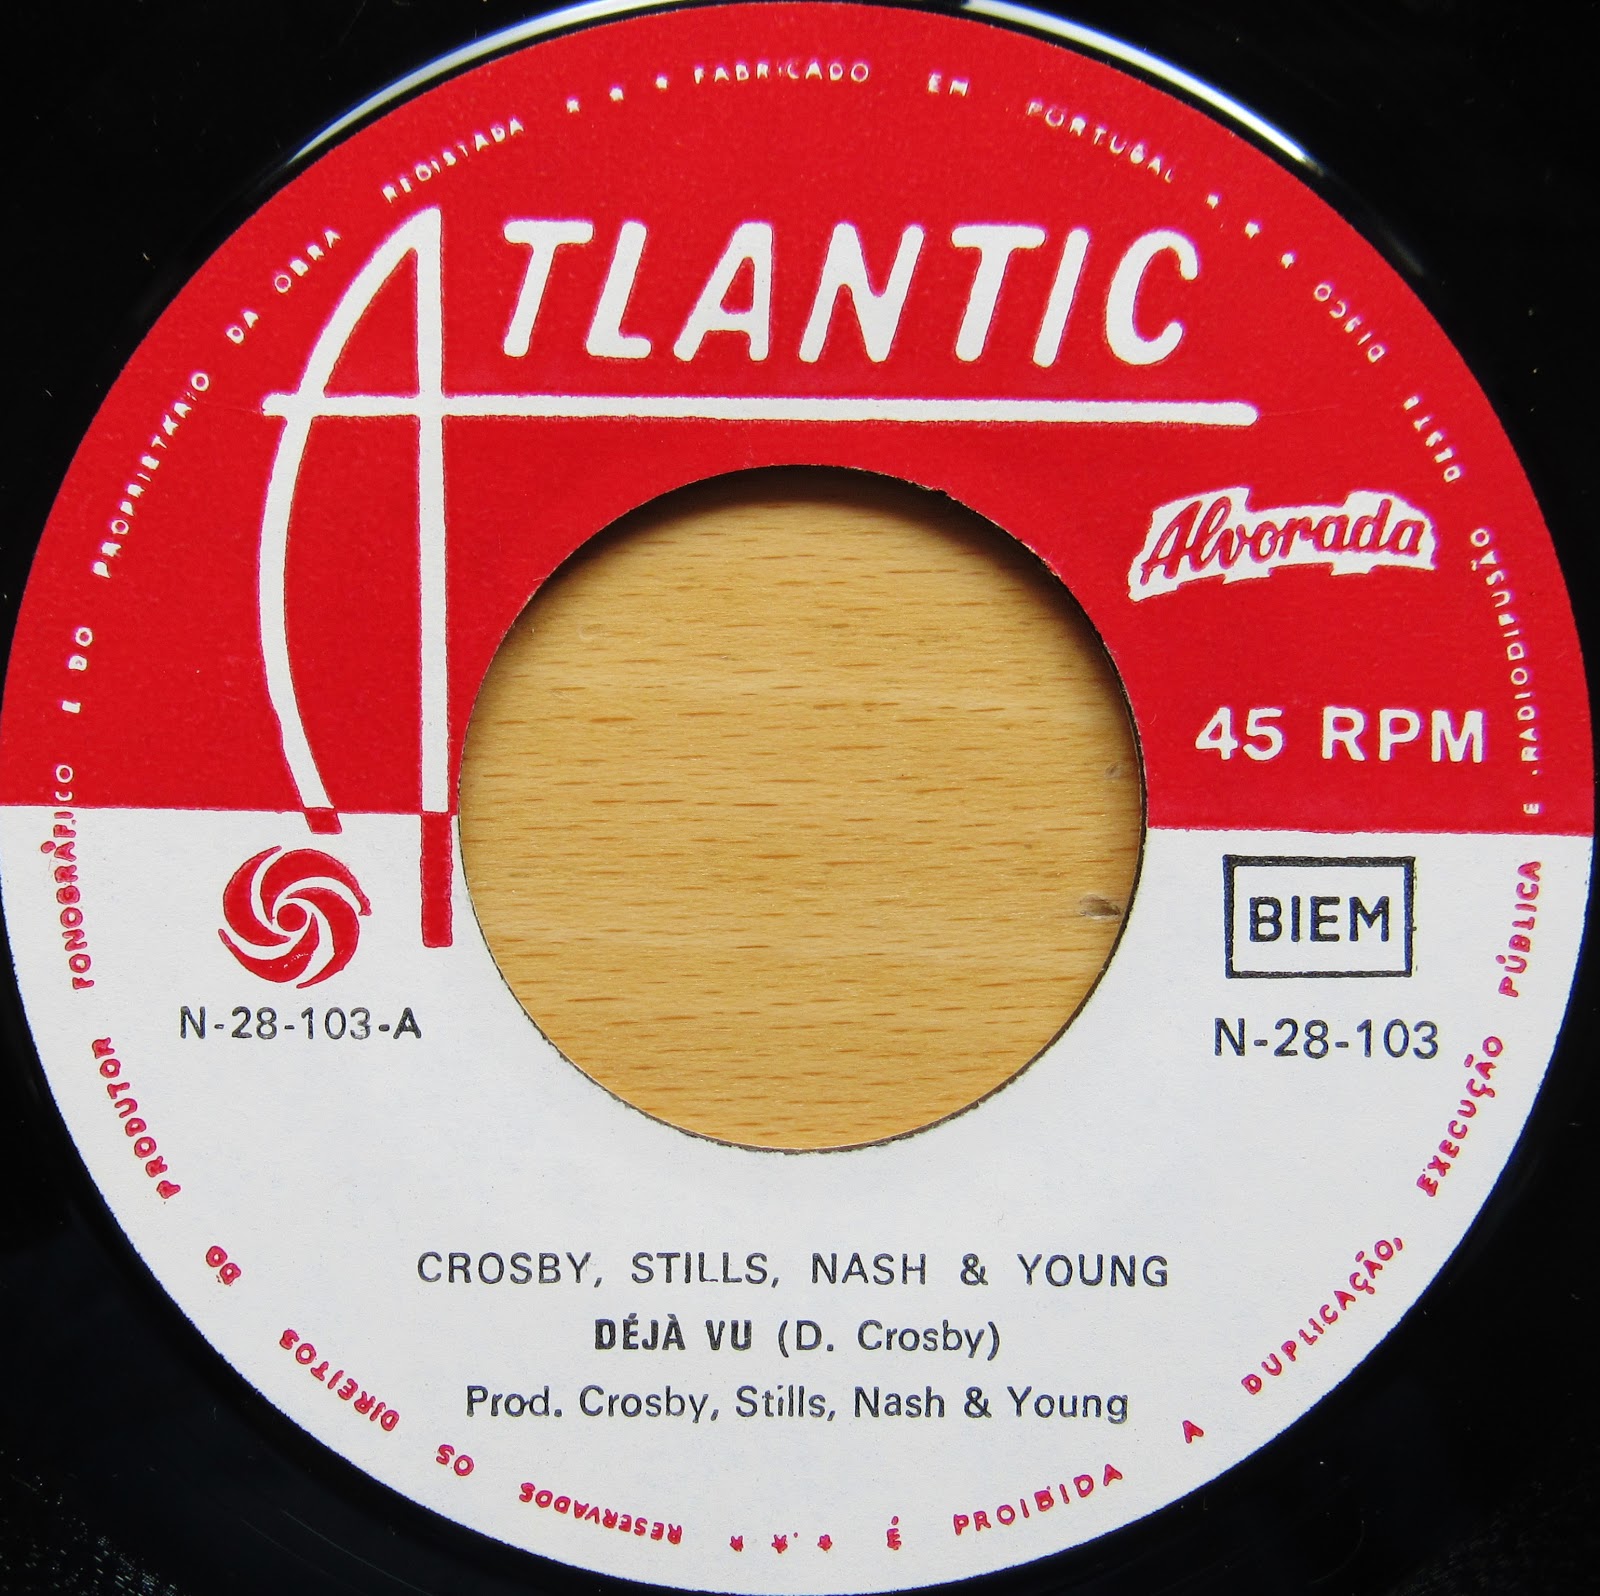 RESERVADOS OS DIREITOS DO PRODUTOR FONOGRÁFICO E DO PROPRIETÁRIO DA OBRA REGISTADA * * * FABRICADO EM PORTUGAL * * *
É PROIBIDA A DUPLICAÇÃO, EXECUÇÃO PÚBLICA E RADIODIFUSÃO DESTE DISCO * * *
ATLANTIC
Alvorada
45 RPM
BIEM
N-28-103-A
N-28-103
CROSBY, STILLS, NASH & YOUNG
DÉJÀ VU (D. Crosby)
Prod. Crosby, Stills, Nash & Young